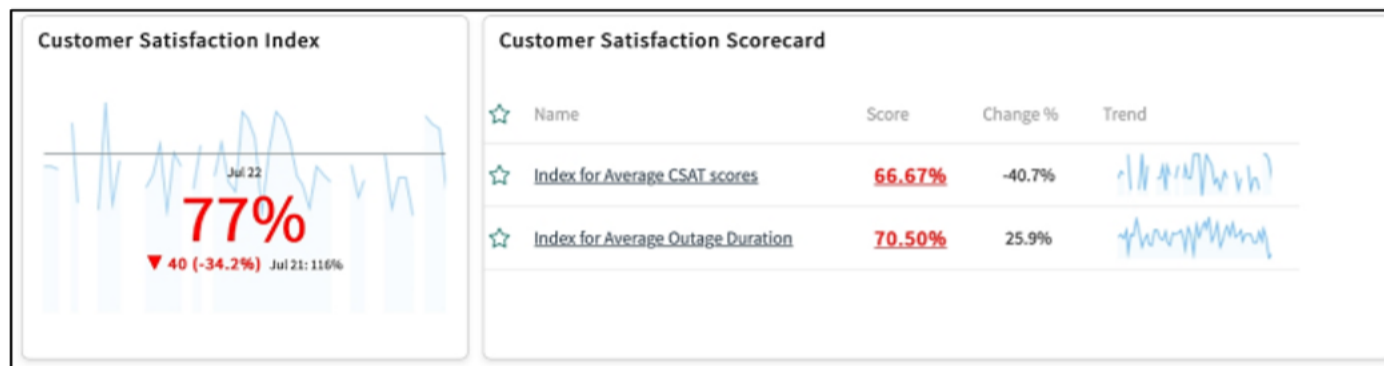 Customer Satisfaction Index
Jul 22
77%
▼ 40 (-34.2%) Jul 21: 116%
Customer Satisfaction Scorecard
Name Score Change % Trend
Index for Average CSAT scores 66.67% -40.7%
Index for Average Outage Duration 70.50% 25.9%